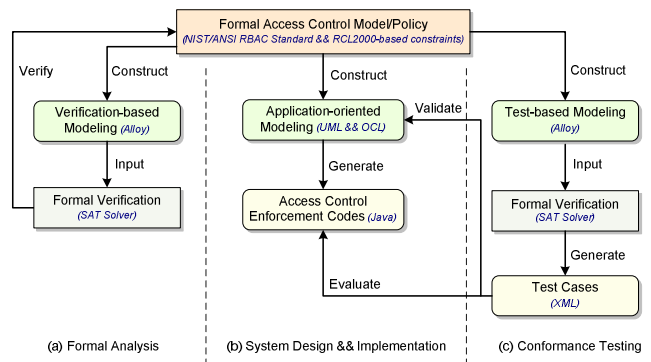 Formal Access Control Model/Policy
(NIST/ANSI RBAC Standard && RCL2000-based constraints)
Verify
Construct
Construct
Construct
Verification-based
Modeling (Alloy)
Application-oriented
Modeling (UML && OCL)
Validate
Test-based Modeling
(Alloy)
Input
Generate
Input
Formal Verification
(SAT Solver)
Access Control
Enforcement Codes (Java)
Formal Verification
(SAT Solver)
Generate
Evaluate
Test Cases
(XML)
(a) Formal Analysis
(b) System Design && Implementation
(c) Conformance Testing